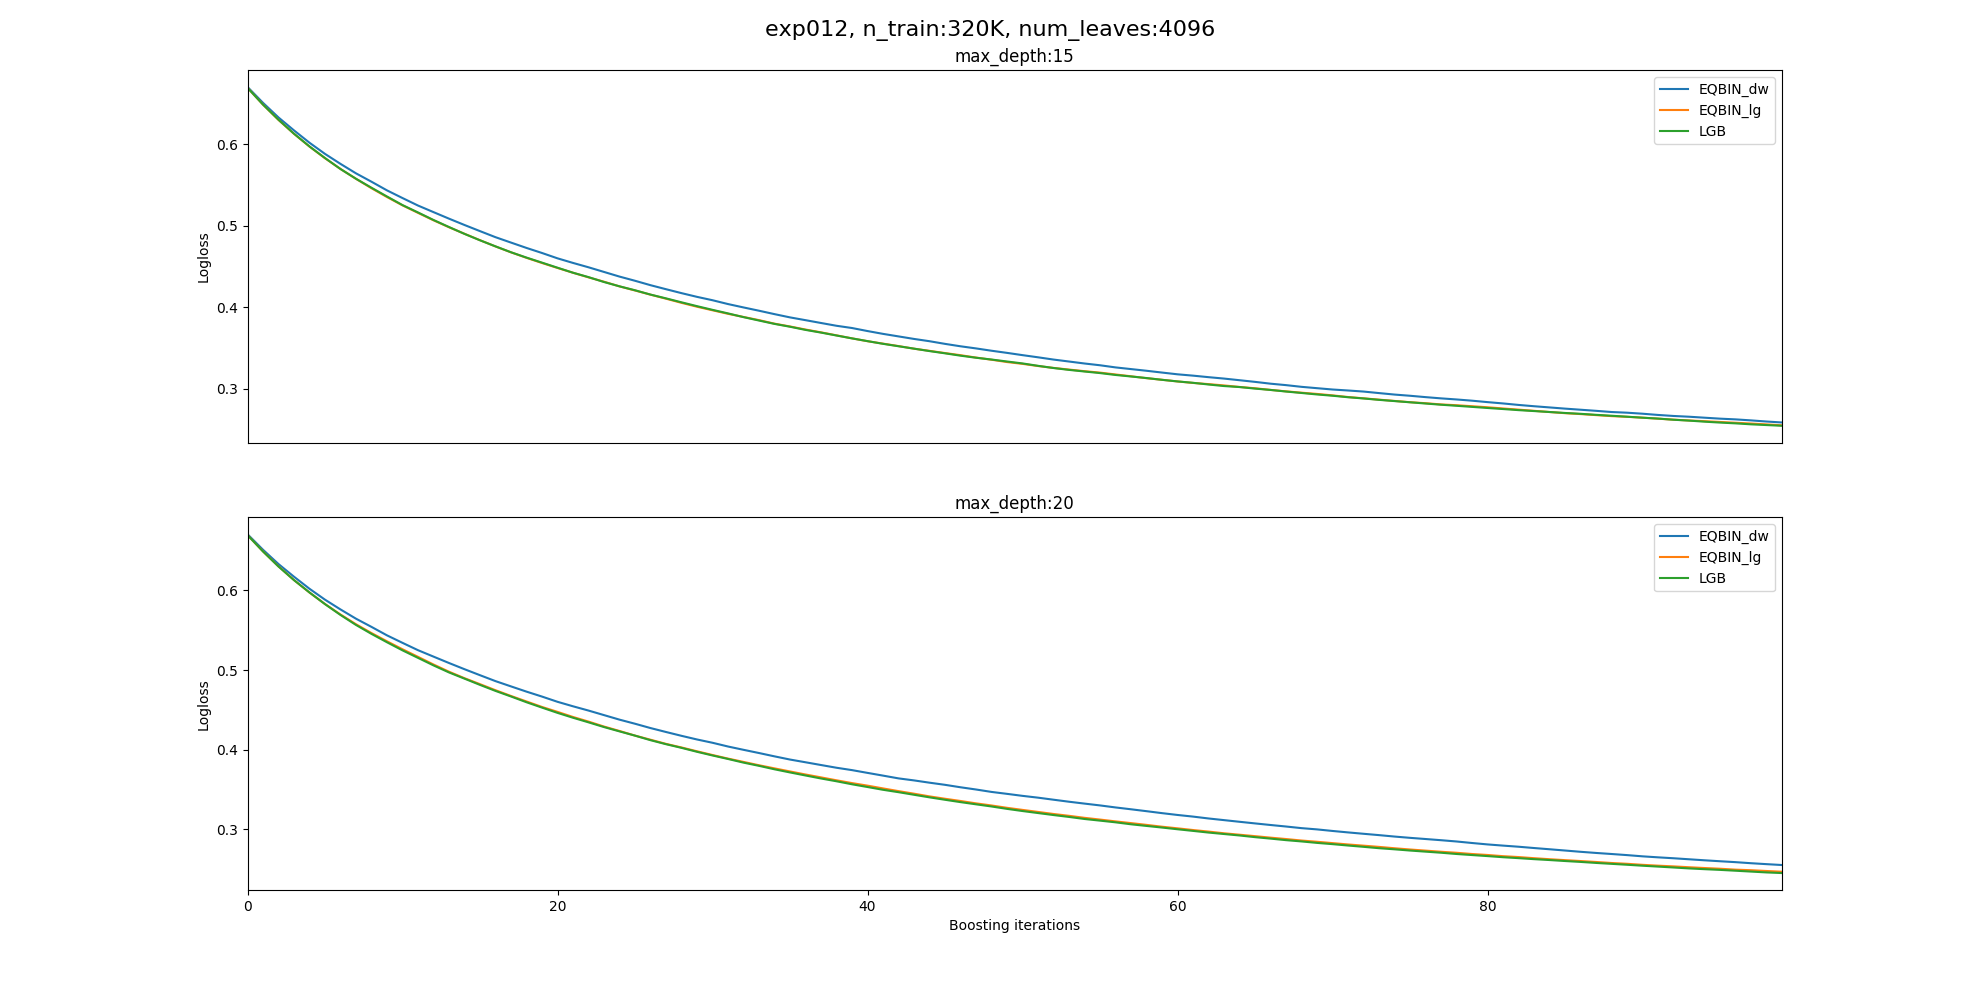 exp012, n_train:320K, num_leaves:4096
max_depth:15
EQBIN_dw
EQBIN_lg
LGB
0.6
0.5
0.4
0.3
Logloss
max_depth:20
EQBIN_dw
EQBIN_lg
LGB
0.6
0.5
0.4
0.3
Logloss
0 20 40 60 80
Boosting iterations